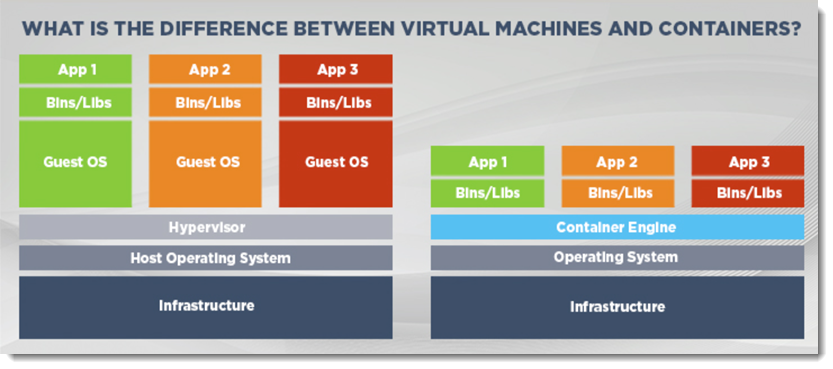 WHAT IS THE DIFFERENCE BETWEEN VIRTUAL MACHINES AND CONTAINERS?
App 1
App 2
App 3
Bins/Libs
Bins/Libs
Bins/Libs
Guest OS
Guest OS
Guest OS
Hypervisor
Host Operating System
Infrastructure
App 1
App 2
App 3
Bins/Libs
Bins/Libs
Bins/Libs
Container Engine
Operating System
Infrastructure